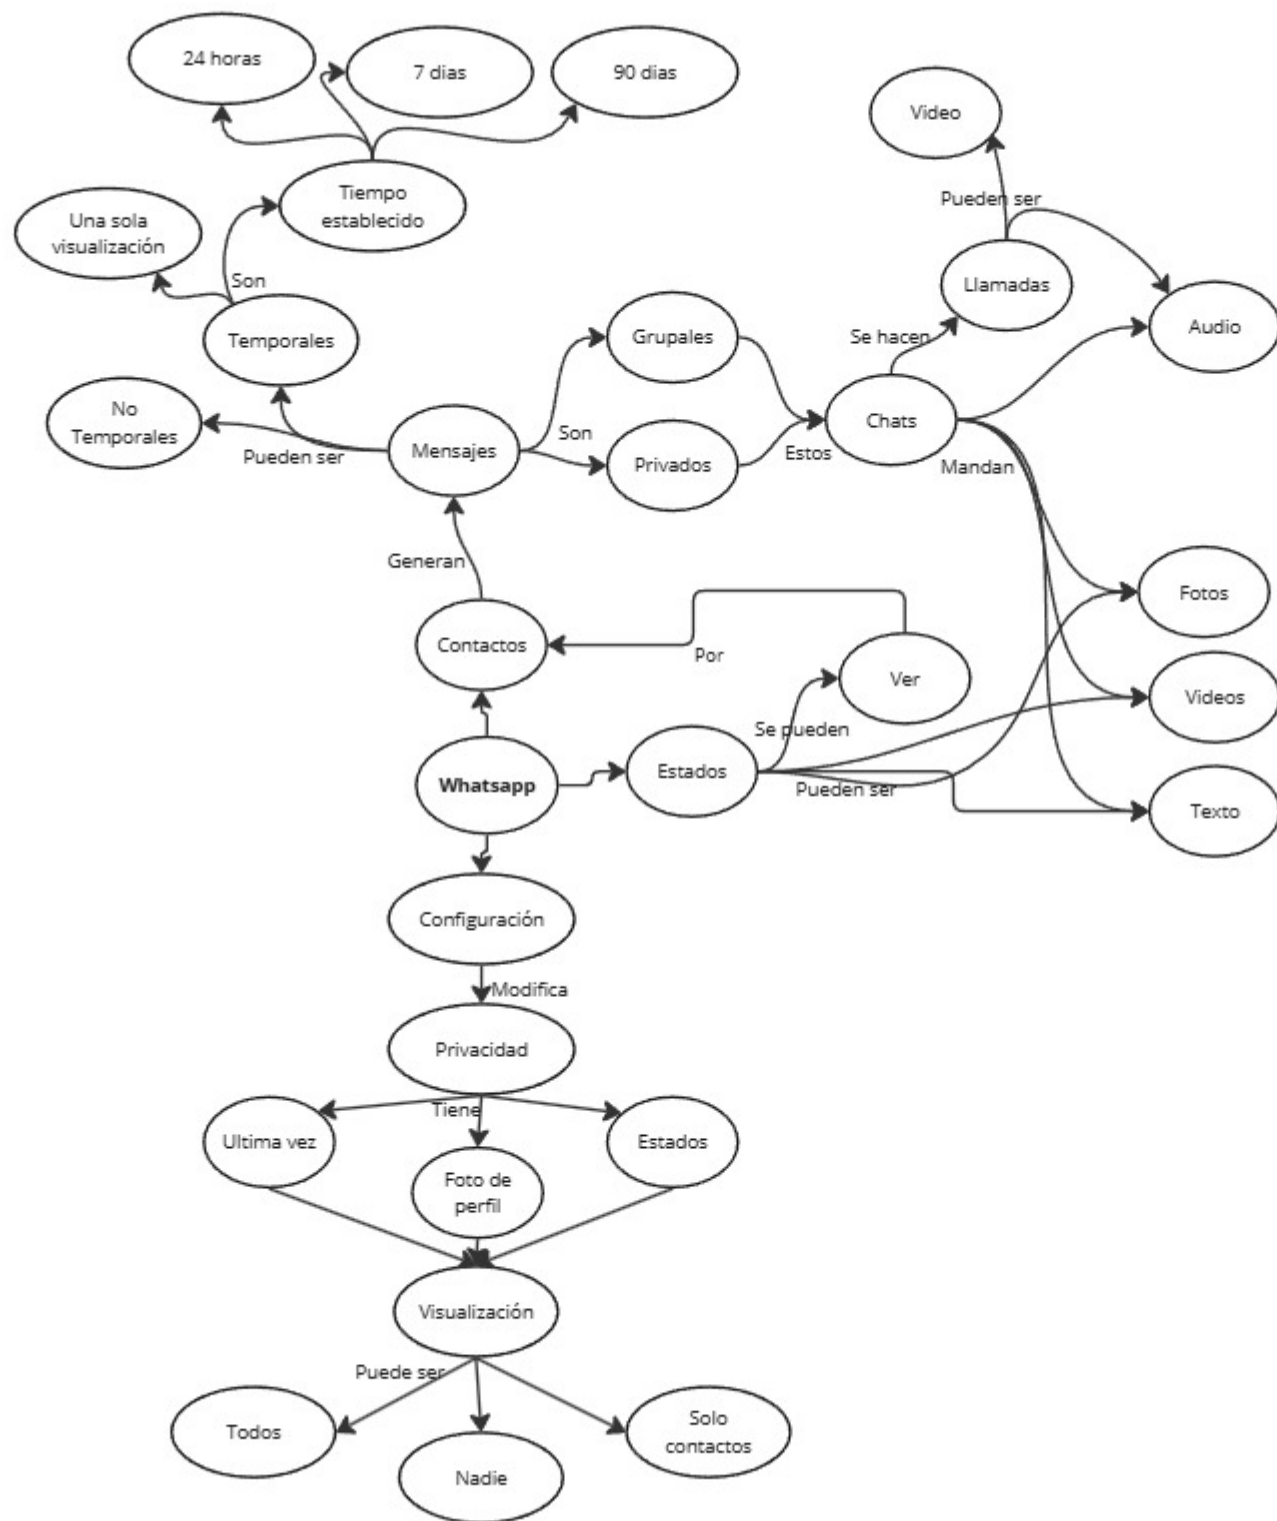 24 horas
7 dias
90 dias
Video
Tiempo
establecido
Pueden ser
Una sola
visualización
Son
Llamadas
Temporales
Grupales
Se hacen
Audio
No
Temporales
Pueden ser
Mensajes
Son
Privados
Estos
Chats
Mandan
Generan
Fotos
Contactos
Por
Ver
Videos
Se pueden
Whatsapp
Estados
Pueden ser
Texto
Configuración
Modifica
Privacidad
Tiene
Ultima vez
Estados
Foto de
perfil
Visualización
Puede ser
Todos
Solo
contactos
Nadie